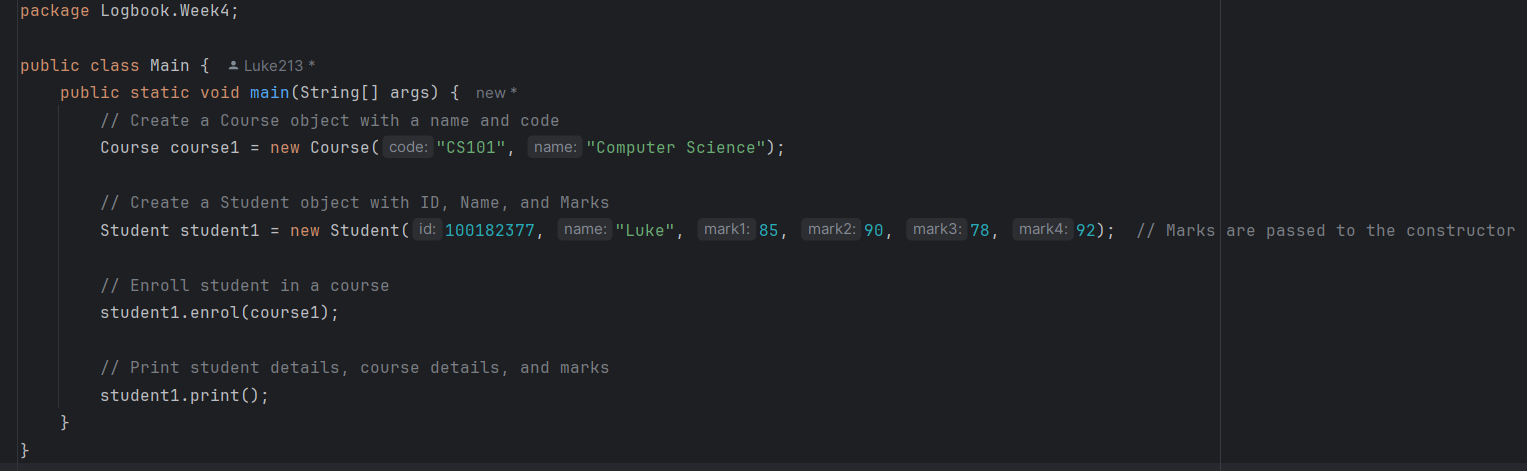 package Logbook.Week4;
public class Main { Luke213 *
public static void main(String[] args) { new *
// Create a Course object with a name and code
Course course1 = new Course( code: "CS101", name: "Computer Science");
// Create a Student object with ID, Name, and Marks
Student student1 = new Student( id: 100182377, name: "Luke", mark1: 85, mark2: 90, mark3: 78, mark4: 92); // Marks are passed to the constructor
// Enroll student in a course
student1.enrol(course1);
// Print student details, course details, and marks
student1.print();
}
}